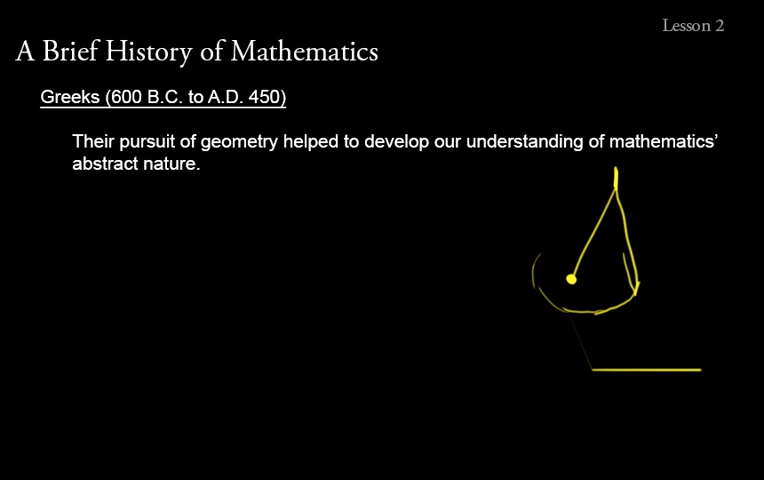 Lesson 2
A Brief History of Mathematics
Greeks (600 B.C. to A.D. 450)
Their pursuit of geometry helped to develop our understanding of mathematics’
abstract nature.